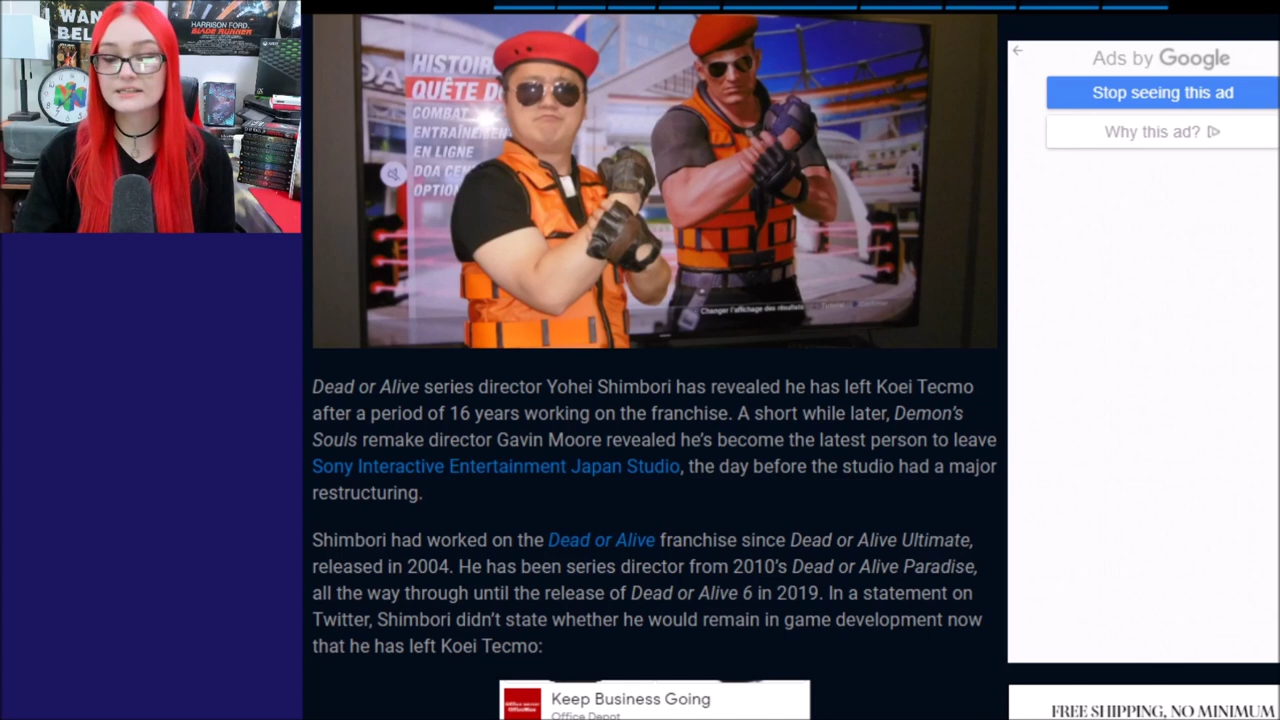 WAN
BEL
HARRISON FORD
BLADE RUNNER
XBOX
HISTOIR
QUÊTE D
COMBAT
ENTRAÎNEMEN
EN LIGNE
DOA CEN
OPTIO
Changer l'affichage des résultats
Dead or Alive series director Yohei Shimbori has revealed he has left Koei Tecmo
after a period of 16 years working on the franchise. A short while later, Demon's
Souls remake director Gavin Moore revealed he's become the latest person to leave
Sony Interactive Entertainment Japan Studio, the day before the studio had a major
restructuring.
Shimbori had worked on the Dead or Alive franchise since Dead or Alive Ultimate,
released in 2004. He has been series director from 2010's Dead or Alive Paradise,
all the way through until the release of Dead or Alive 6 in 2019. In a statement on
Twitter, Shimbori didn't state whether he would remain in game development now
that he has left Koei Tecmo:
Keep Business Going
Office Depot
Ads by Google
Stop seeing this ad
Why this ad?
FREE SHIPPING, NO MINIMUM,